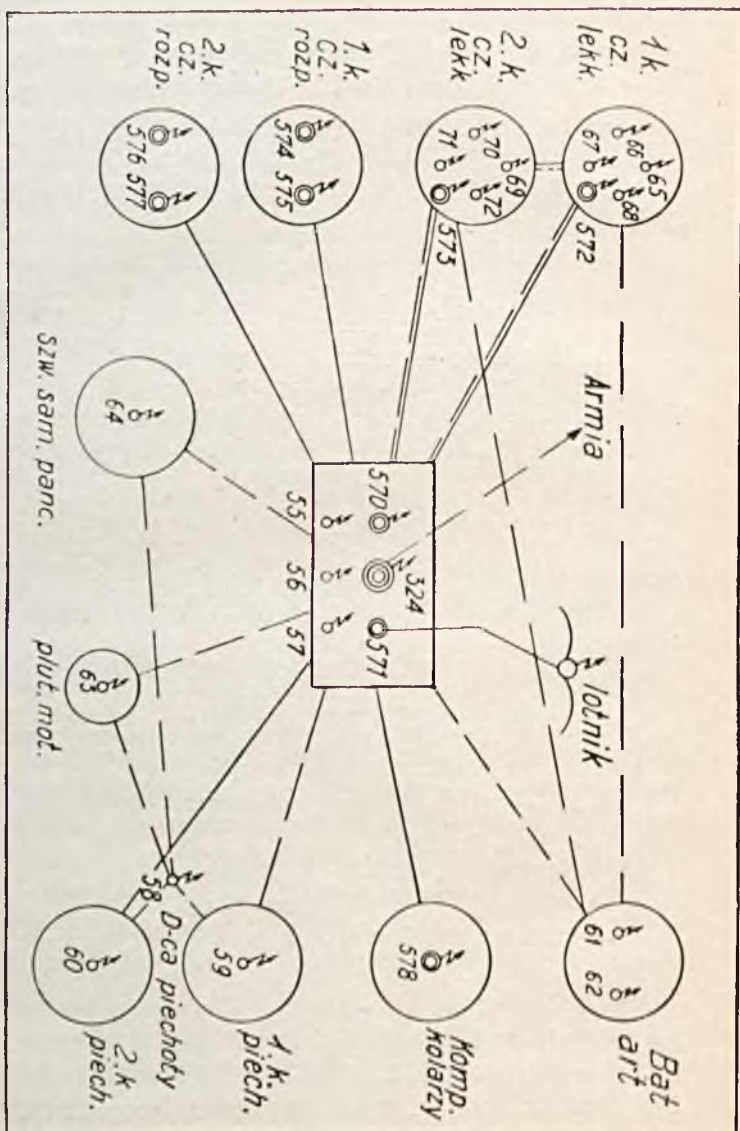 1k.
cz.
lekk.
65
66
68
67
572
2.k.
cz.
lekk
69
70
72
71
573
1.k.
cz.
rozp.
574
575
2.k
cz.
rozp.
576
577
Armia
lotnik
570
324
571
55
56
57
Szw. sam. panc.
64
plut. mot.
63
Bat
art
61
62
Komp.
kolarzy
578
1.k.
piech.
59
58
D-ca piechoty
2.k
piech.
60